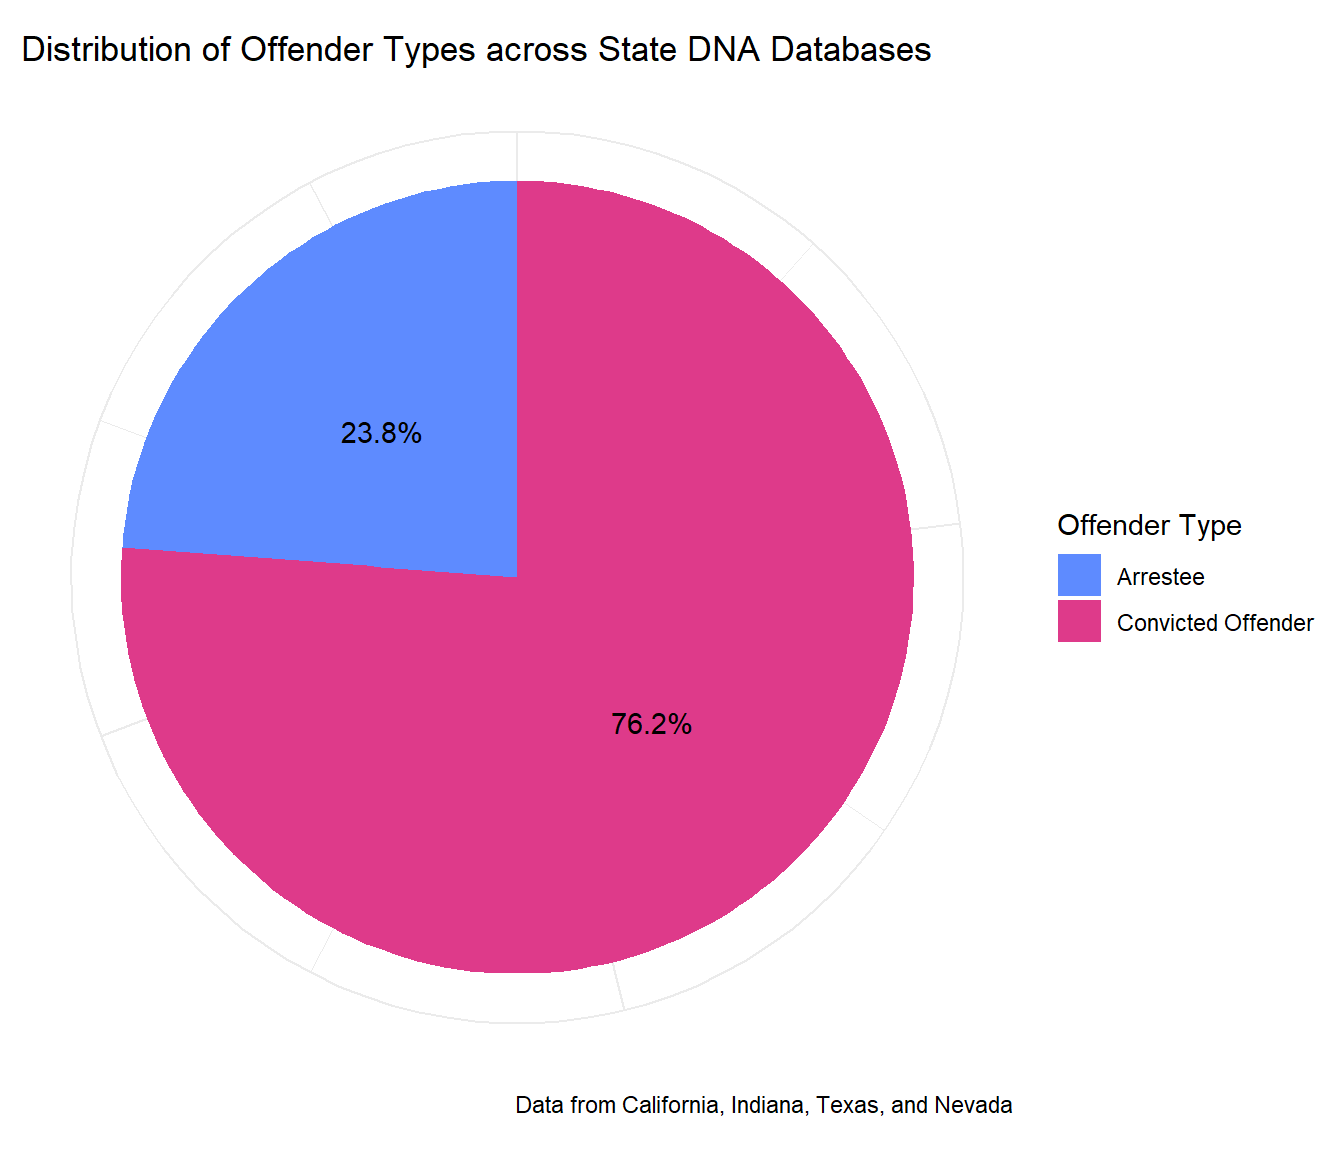 Distribution of Offender Types across State DNA Databases
23.8%
76.2%
Offender Type
Arrestee
Convicted Offender
Data from California, Indiana, Texas, and Nevada